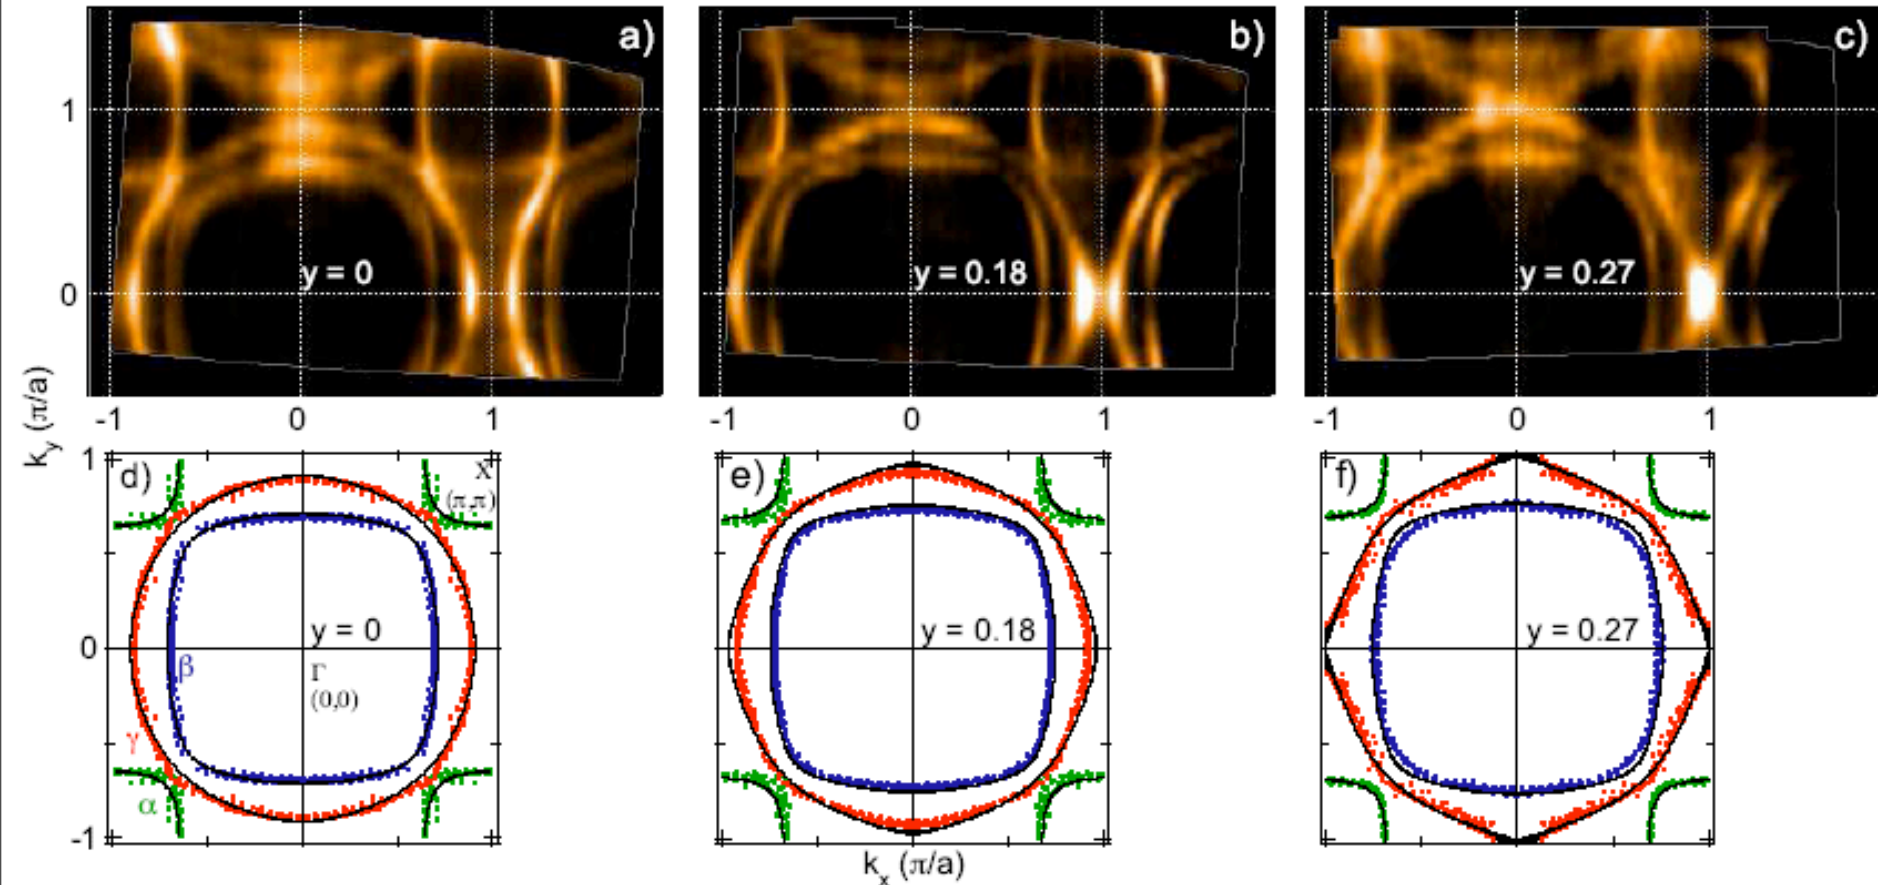 a)
b)
c)
1
0
y = 0
y = 0.18
y = 0.27
-1 0 1
-1 0 1
-1 0 1
k_y (π/a)
1
0
-1
d)
X
(π,π)
y = 0
Γ
(0,0)
β
γ
α
e)
y = 0.18
f)
y = 0.27
k_x (π/a)